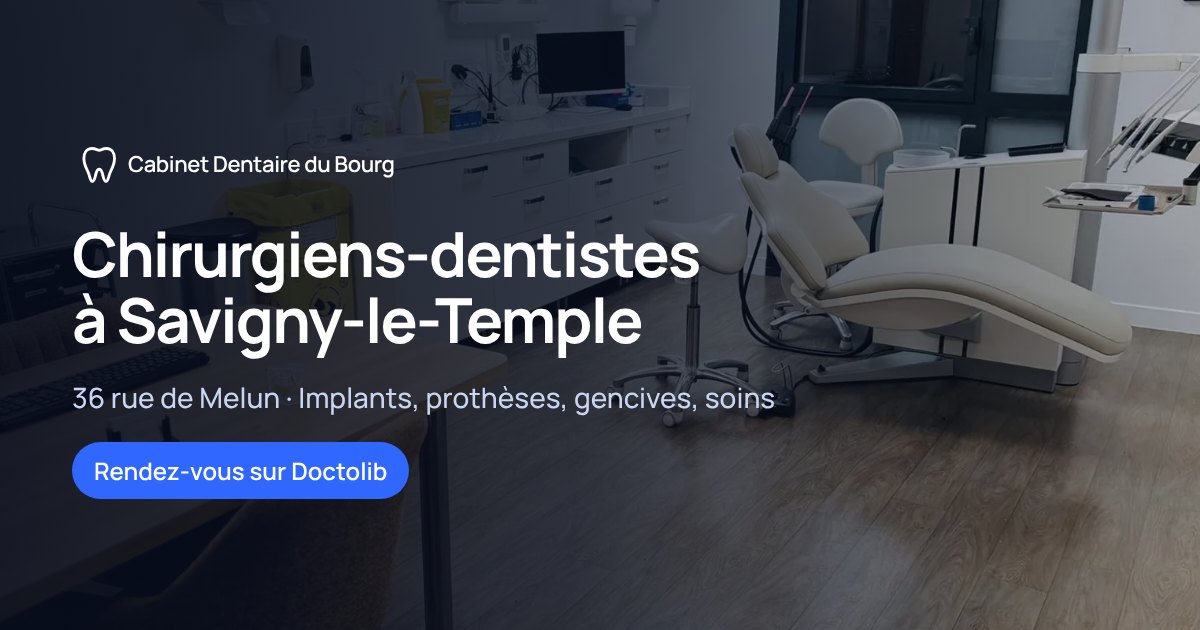 Cabinet Dentaire du Bourg
Chirurgiens-dentistes
à Savigny-le-Temple
36 rue de Melun · Implants, prothèses, gencives, soins
Rendez-vous sur Doctolib